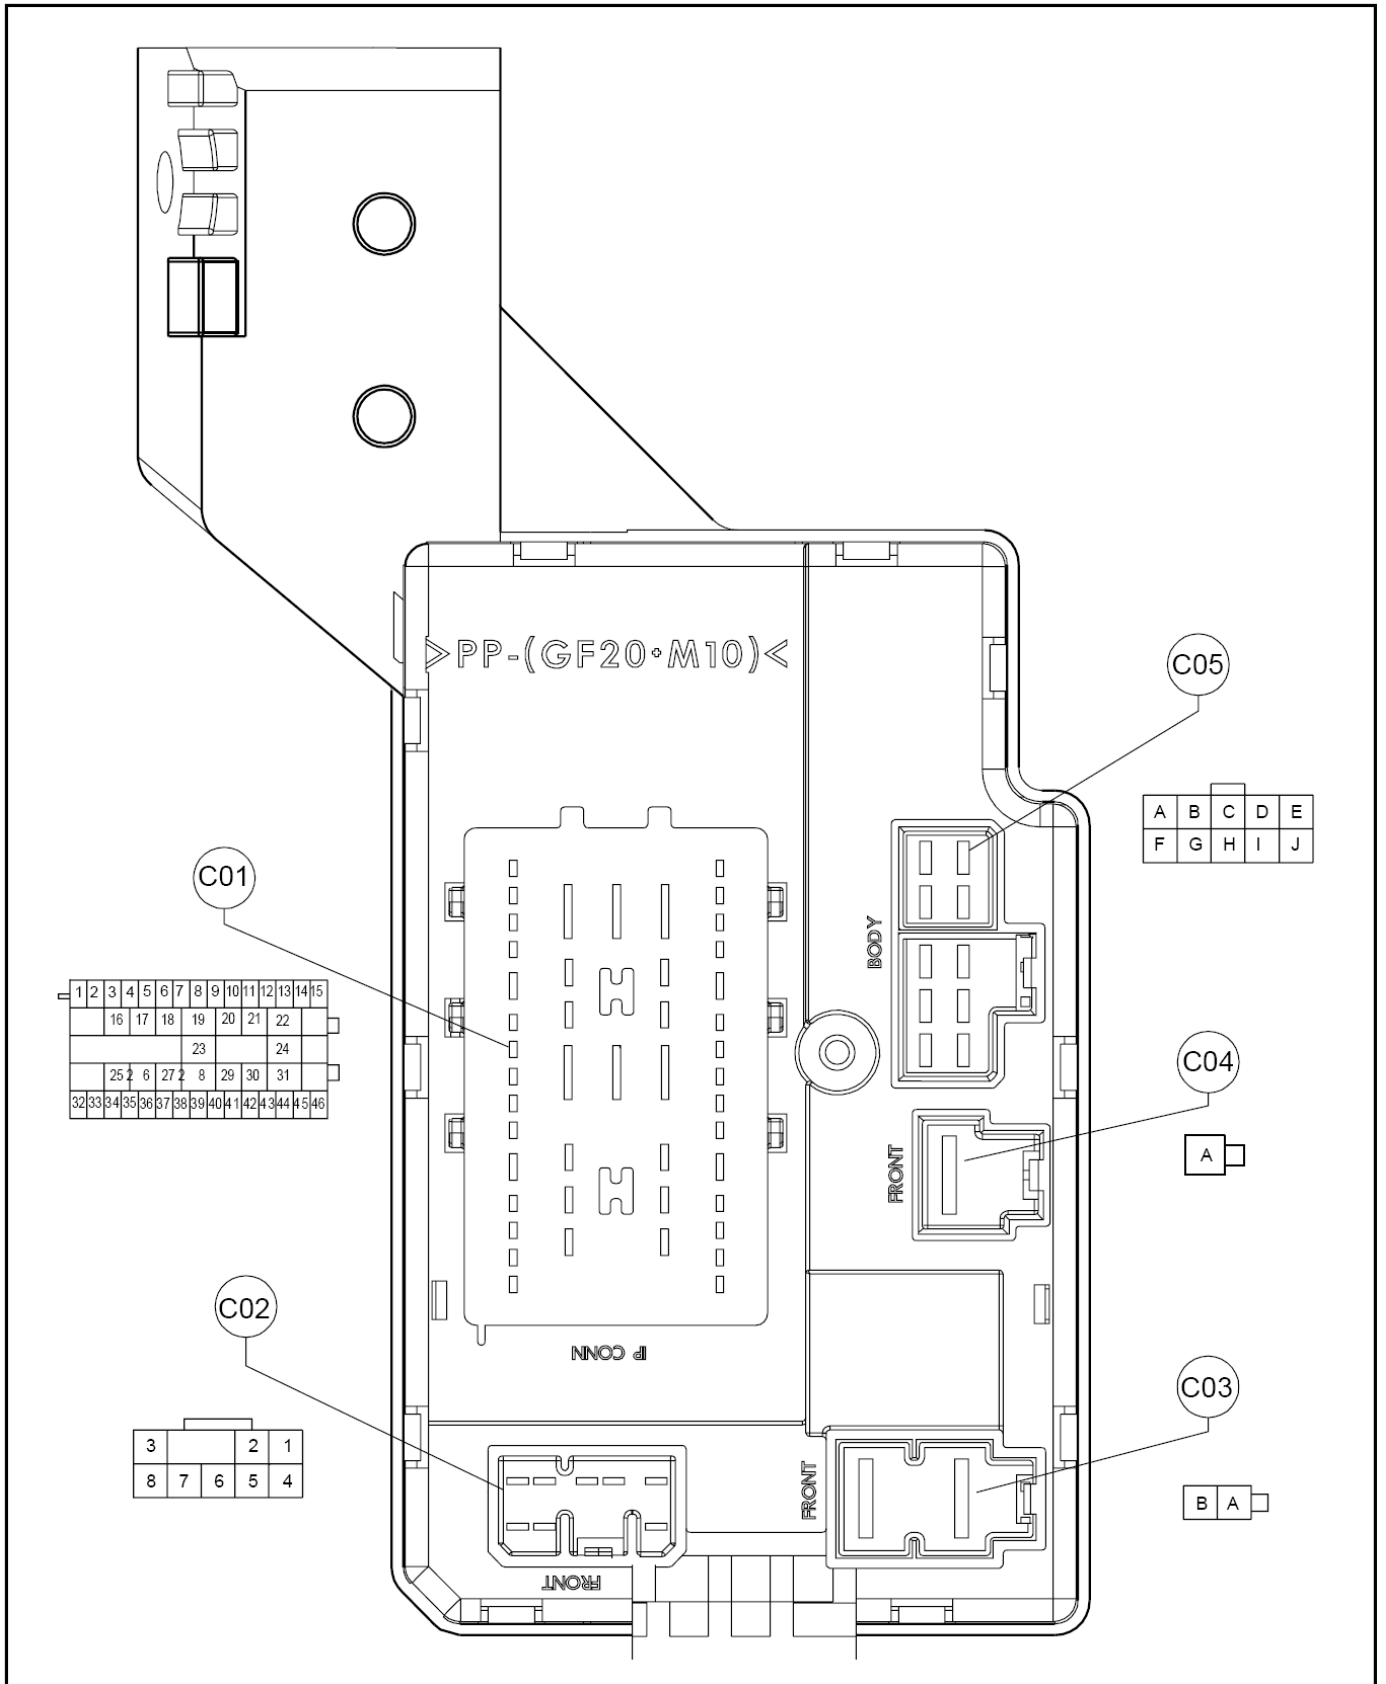 >PP-(GF20+M10)<
C05
A B C D E
F G H I J
C01
BODY
1 2 3 4 5 6 7 8 9 10 11 12 13 14 15
16 17 18 19 20 21 22
23 24
25 2 6 27 2 8 29 30 31
32 33 34 35 36 37 38 39 40 41 42 43 44 45 46
C04
A
FRONT
C02
IP CONN
C03
3 2 1
8 7 6 5 4
FRONT
B A
FRONT